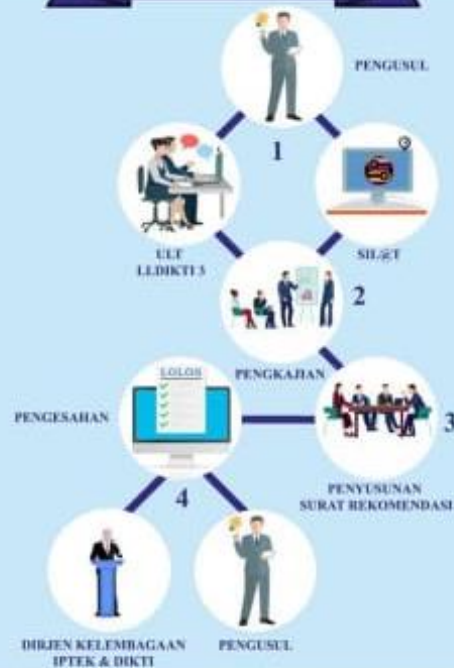 PENGUSUL
1
ULT
LLDIKTI 3
SIL@T
2
PENGKAJIAN
LOLOS
PENGESAHAN
3
PENYUSUNAN
SURAT REKOMENDASI
4
DIRJEN KELEMBAGAAN
IPTEK & DIKTI
PENGUSUL